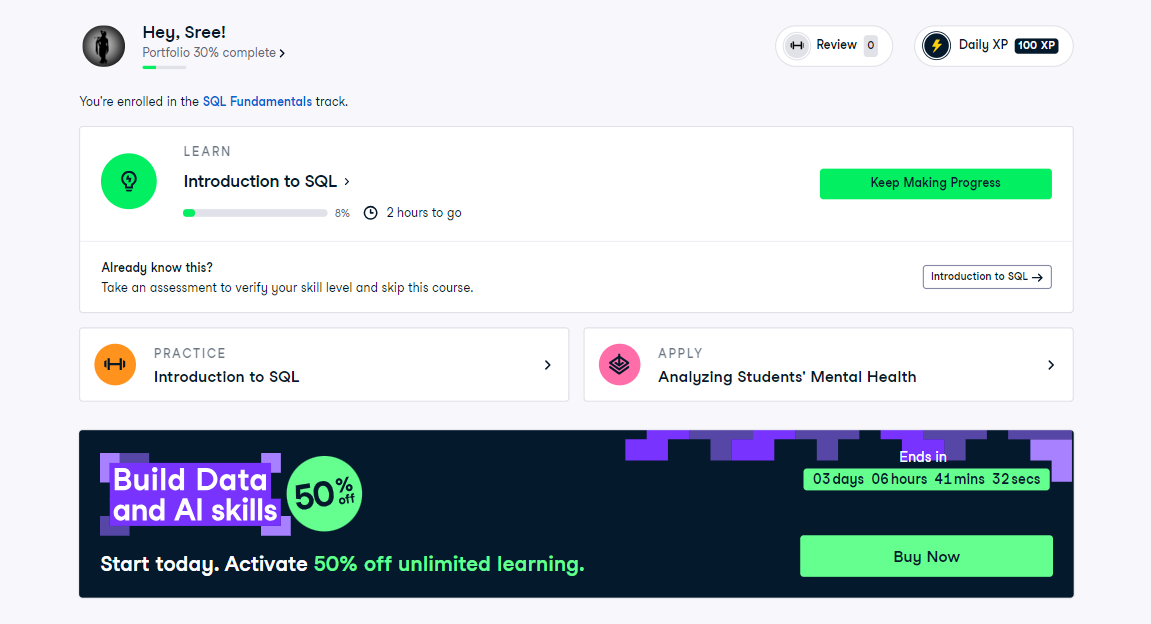 Hey, Sree!
Portfolio 30% complete
Review 0
Daily XP 100 XP
You're enrolled in the SQL Fundamentals track.
LEARN
Introduction to SQL
8% 2 hours to go
Keep Making Progress
Already know this?
Take an assessment to verify your skill level and skip this course.
Introduction to SQL
PRACTICE
Introduction to SQL
APPLY
Analyzing Students' Mental Health
Build Data
and AI skills
50% off
Ends in
03 days 06 hours 41 mins 32 secs
Start today. Activate 50% off unlimited learning.
Buy Now